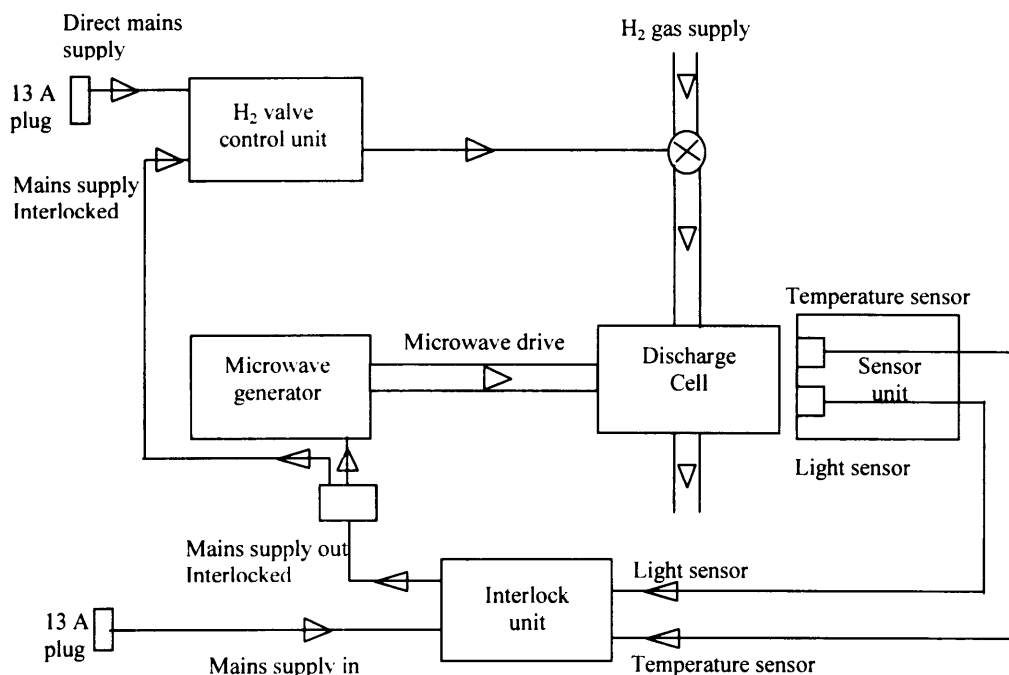 Direct mains
supply
H₂ gas supply
13 A
plug
H₂ valve
control unit
Mains supply
Interlocked
Temperature sensor
Microwave drive
Microwave
generator
Discharge
Cell
Sensor
unit
Light sensor
Mains supply out
Interlocked
Light sensor
Interlock
unit
13 A
plug
Mains supply in
Temperature sensor